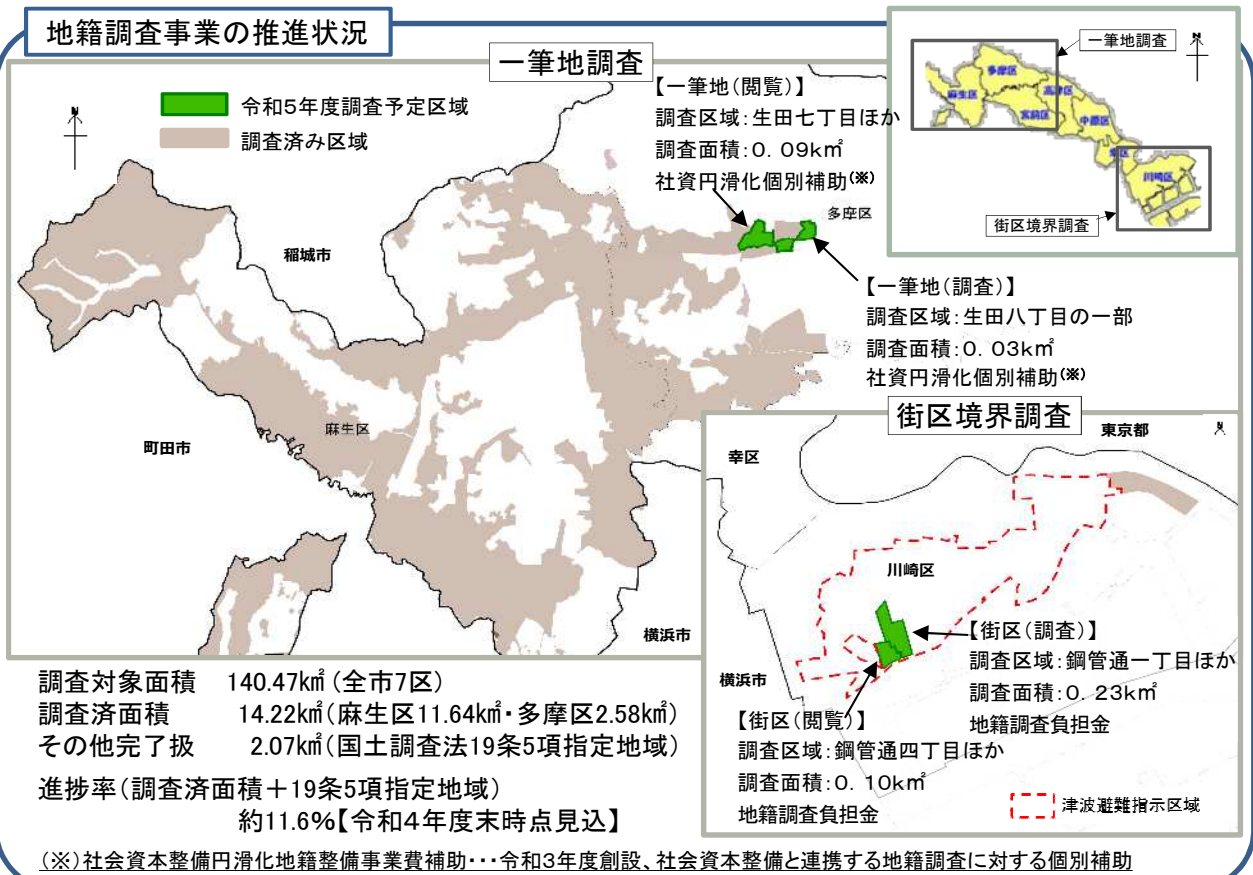 地籍調査事業の推進状況
一筆地調査
令和5年度調査予定区域
調査済み区域
【一筆地(閲覧)】
調査区域:生田七丁目ほか
調査面積:0.09k㎡
社資円滑化個別補助(※)
多摩区
稲城市
【一筆地(調査)】
調査区域:生田八丁目の一部
調査面積:0.03k㎡
社資円滑化個別補助(※)
麻生区
町田市
横浜市
一筆地調査
N
多摩区
麻生区
高津区
宮前区
中原区
幸区
川崎区
街区境界調査
街区境界調査
東京都
幸区
川崎区
横浜市
【街区(調査)】
調査区域:鋼管通一丁目ほか
調査面積:0.23k㎡
地籍調査負担金
【街区(閲覧)】
調査区域:鋼管通四丁目ほか
調査面積:0.10k㎡
地籍調査負担金
津波避難指示区域
調査対象面積 140.47㎢(全市7区)
調査済面積 14.22㎢(麻生区11.64㎢・多摩区2.58㎢)
その他完了扱 2.07㎢(国土調査法19条5項指定地域)
進捗率(調査済面積+19条5項指定地域)
約11.6%【令和4年度末時点見込】
(※)社会資本整備円滑化地籍整備事業費補助・・・令和3年度創設、社会資本整備と連携する地籍調査に対する個別補助